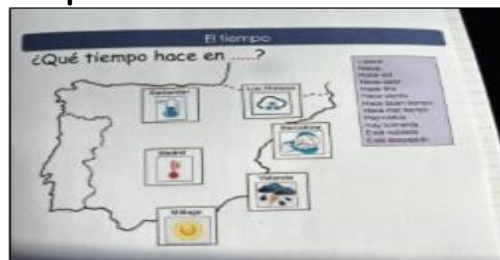 El tiempo
¿Qué tiempo hace en .....?
Santander
Los Pirineos
Barcelona
Madrid
Valencia
Málaga
Llueve
Nieva
Hace sol
Hace calor
Hace frío
Hace viento
Hace buen tiempo
Hace mal tiempo
Hay niebla
Hay tormenta
Está nublado
Está despejado